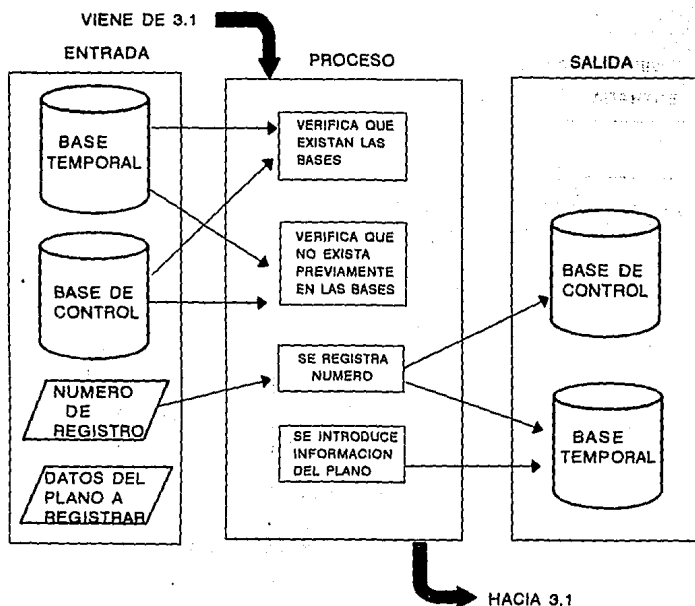 VIENE DE 3.1
ENTRADA
PROCESO
SALIDA
BASE
TEMPORAL
BASE DE
CONTROL
NUMERO
DE
REGISTRO
DATOS DEL
PLANO A
REGISTRAR
VERIFICA QUE
EXISTAN LAS
BASES
VERIFICA QUE
NO EXISTA
PREVIAMENTE
EN LAS BASES
SE REGISTRA
NUMERO
SE INTRODUCE
INFORMACION
DEL PLANO
BASE DE
CONTROL
BASE
TEMPORAL
HACIA 3.1